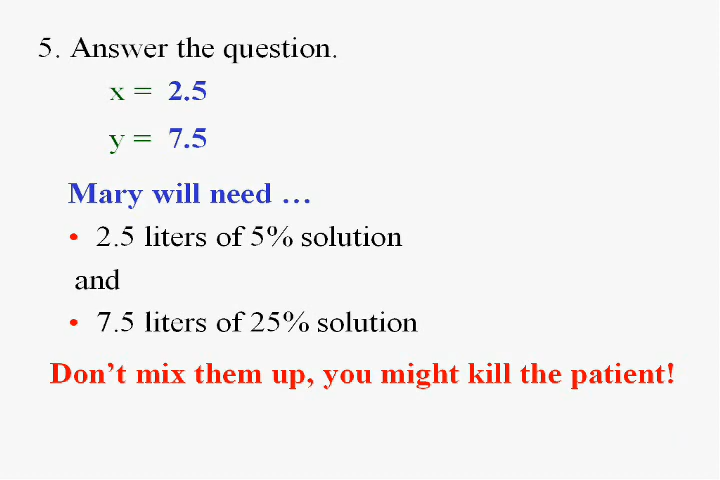 5. Answer the question.
x = 2.5
y = 7.5
Mary will need …
• 2.5 liters of 5% solution
and
• 7.5 liters of 25% solution
Don’t mix them up, you might kill the patient!